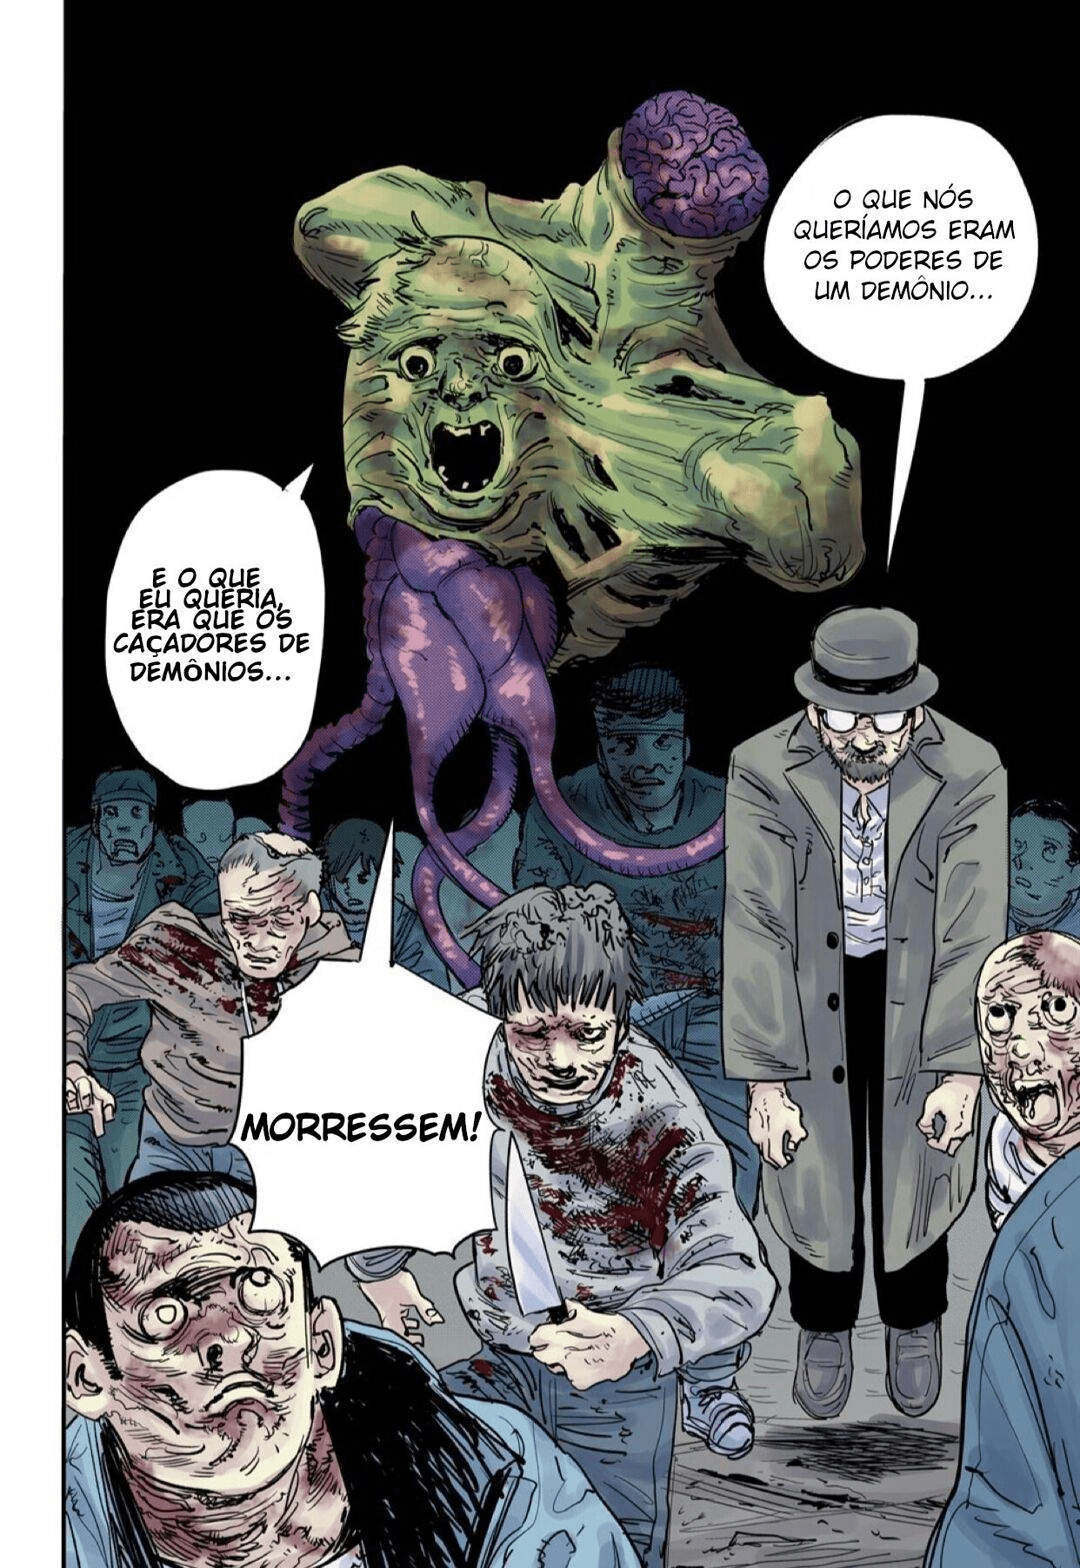 O QUE NÓS
QUERÍAMOS ERAM
OS PODERES DE
UM DEMÔNIO...
E O QUE
EU QUERIA,
ERA QUE OS
CAÇADORES DE
DEMÔNIOS...
MORRESSEM!